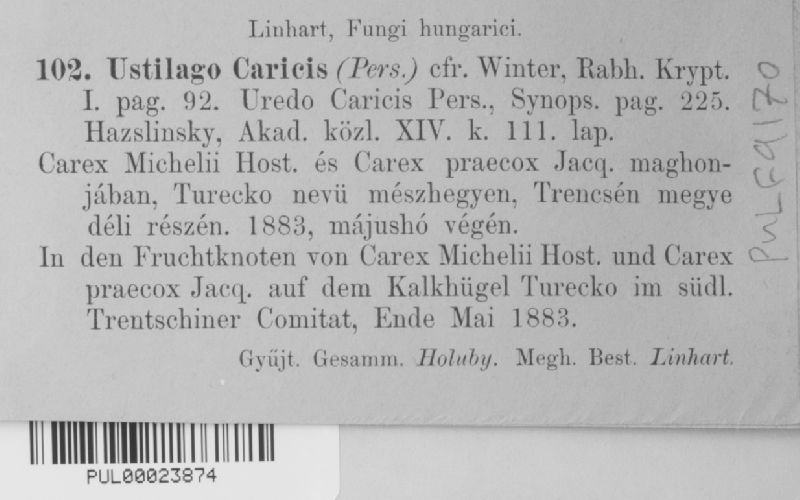 Linhart, Fungi hungarici.
102. Ustilago Caricis (Pers.) cfr. Winter, Rabh. Krypt.
I. pag. 92. Uredo Caricis Pers., Synops. pag. 225.
Hazslinsky, Akad. közl. XIV. k. 111. lap.
Carex Michelii Host. és Carex praecox Jacq. maghon-
jában, Turecko nevü mészhegyen, Trencsén megye
déli részén. 1883, májushó végén.
In den Fruchtknoten von Carex Michelii Host. und Carex
praecox Jacq. auf dem Kalkhügel Turecko im südl.
Trentschiner Comitat, Ende Mai 1883.
Gyűjt. Gesamm. Holuby. Megh. Best. Linhart.
PUL F9170
PUL00023874